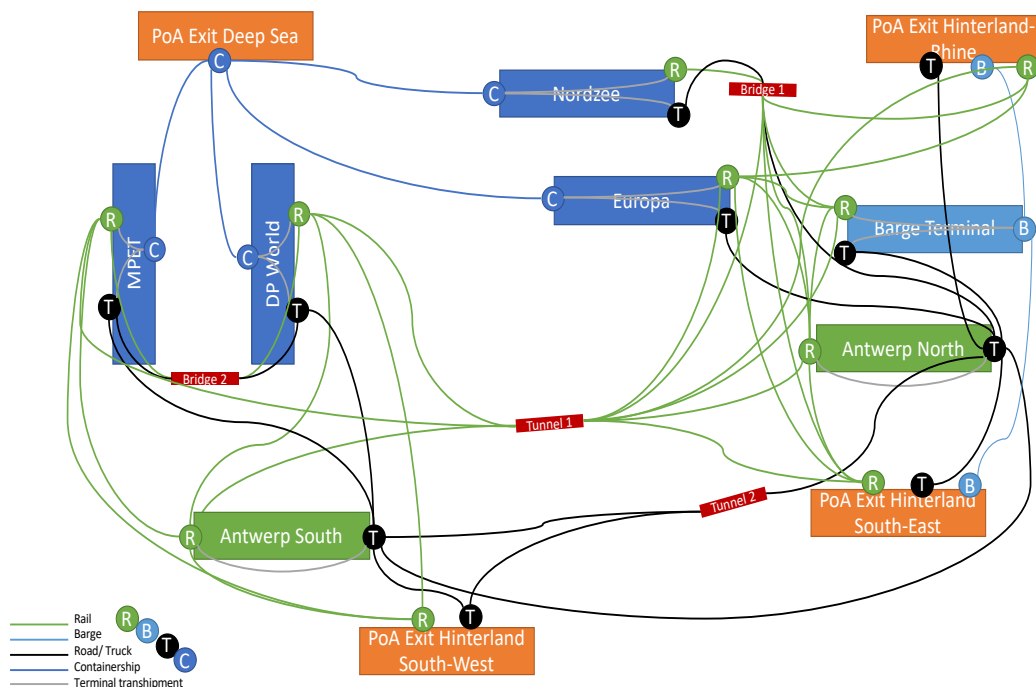 PoA Exit Deep Sea
C
PoA Exit Hinterland-
Rhine
T
B
R
R
C
Nordzee
T
Bridge 1
R
C
Europa
T
R
Barge Terminal
B
T
R
C
MPET
T
R
C
DP World
T
Bridge 2
R
Antwerp North
T
Tunnel 1
Tunnel 2
R
T
B
PoA Exit Hinterland
South-East
R
Antwerp South
T
R
T
PoA Exit Hinterland
South-West
Rail
Barge
Road/ Truck
Containership
Terminal transhipment
R
B
T
C